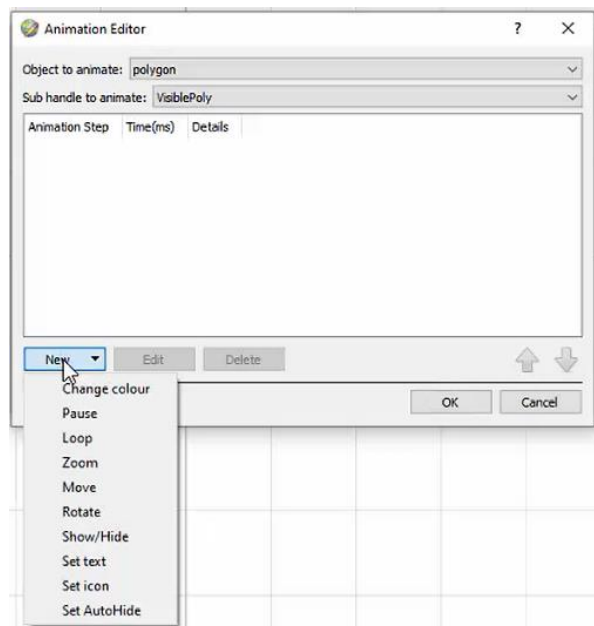 Animation Editor ? X
Object to animate: polygon
Sub handle to animate: VisiblePoly
Animation Step Time(ms) Details
New Edit Delete
Change colour
OK Cancel
Pause
Loop
Zoom
Move
Rotate
Show/Hide
Set text
Set icon
Set AutoHide